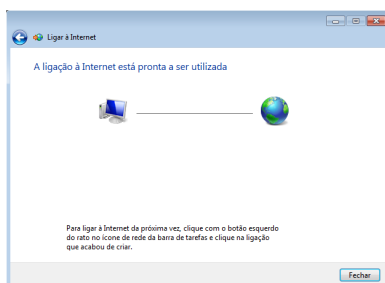 Ligar à Internet
A ligação à Internet está pronta a ser utilizada
Para ligar à Internet da próxima vez, clique com o botão esquerdo
do rato no ícone de rede da barra de tarefas e clique na ligação
que acabou de criar.
Fechar